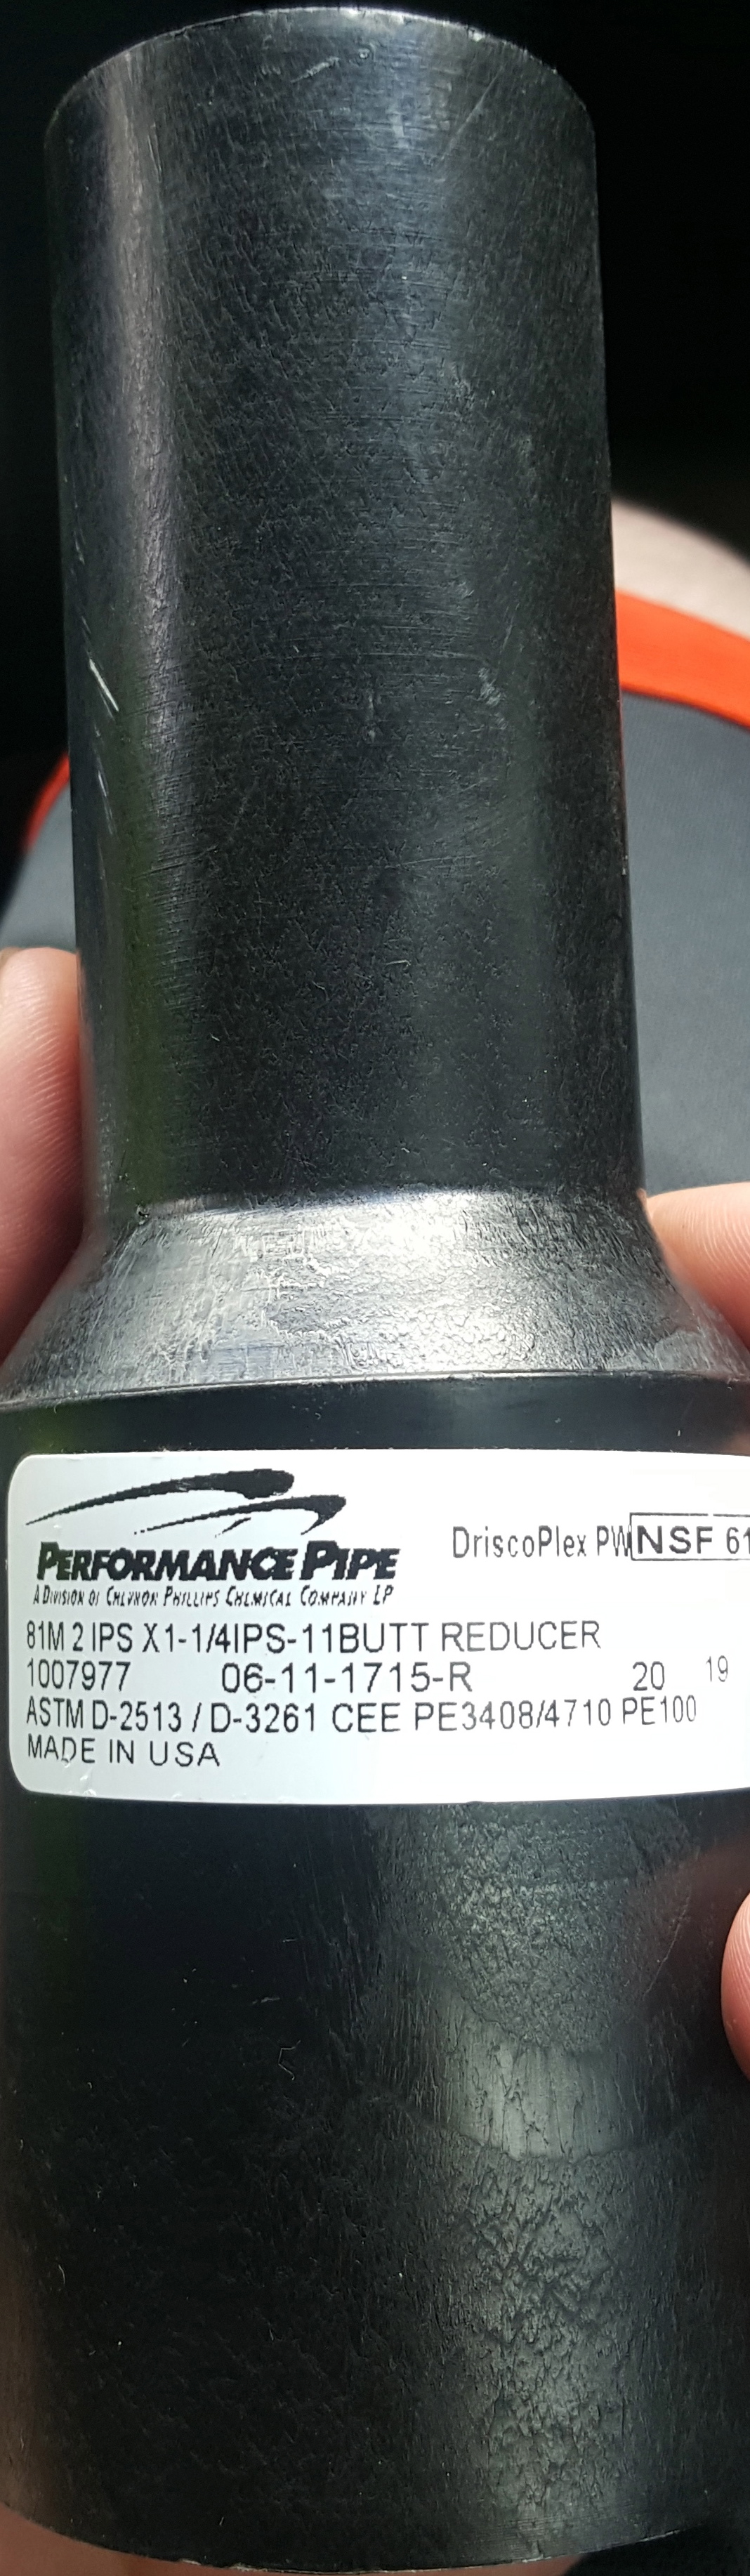 PERFORMANCE PIPE
A DIVISION OF CHEVRON PHILLIPS CHEMICAL COMPANY LP
DriscoPlex PW NSF 61
81M 2 IPS X1-1/4IPS-11BUTT REDUCER
1007977 06-11-1715-R 20 19
ASTM D-2513 / D-3261 CEE PE3408/4710 PE100
MADE IN USA